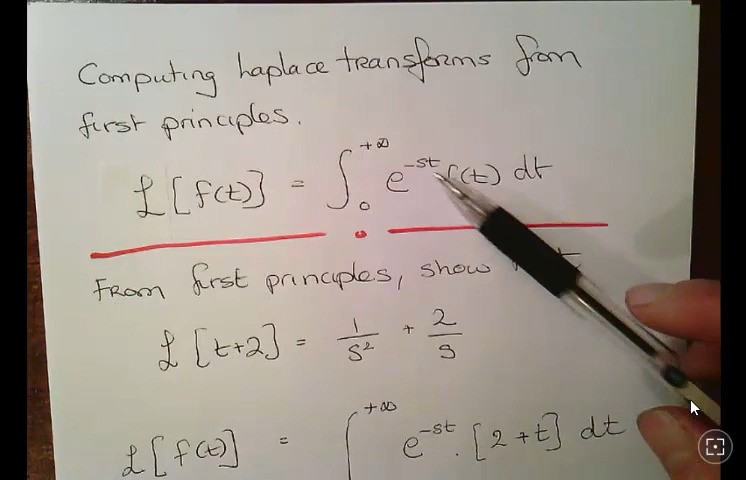 Computing Laplace transforms from
first principles.
£[f(t)] = ∫₀^{+∞} e^{-st} f(t) dt
From first principles, show
£[t+2] = 1/s² + 2/s
£[f(t)] = ∫^{+∞} e^{-st} . [2+t] dt